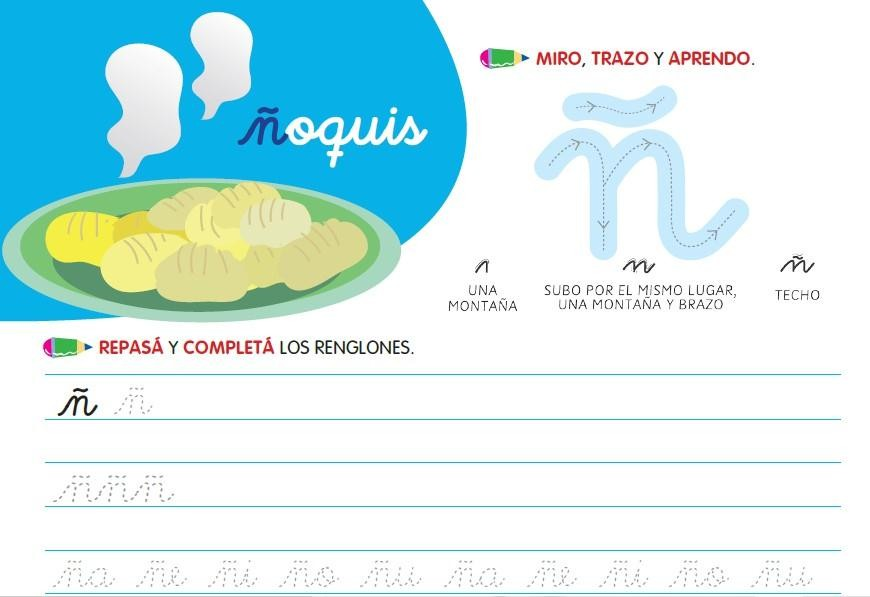 ñoquis
MIRO, TRAZO Y APRENDO.
ñ
UNA
MONTAÑA
SUBO POR EL MISMO LUGAR,
UNA MONTAÑA Y BRAZO
ñ
TECHO
REPASÁ Y COMPLETÁ LOS RENGLONES.
ñ ñ
ñññ
ña ñe ñi ño ñu ña ñe ñi ño ñu